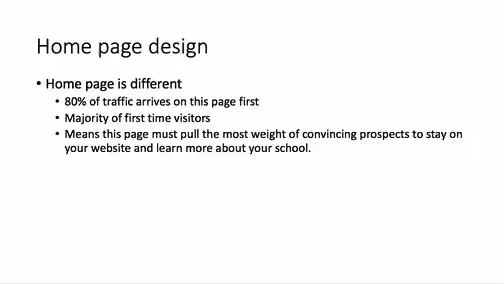 Home page design
• Home page is different
• 80% of traffic arrives on this page first
• Majority of first time visitors
• Means this page must pull the most weight of convincing prospects to stay on
your website and learn more about your school.